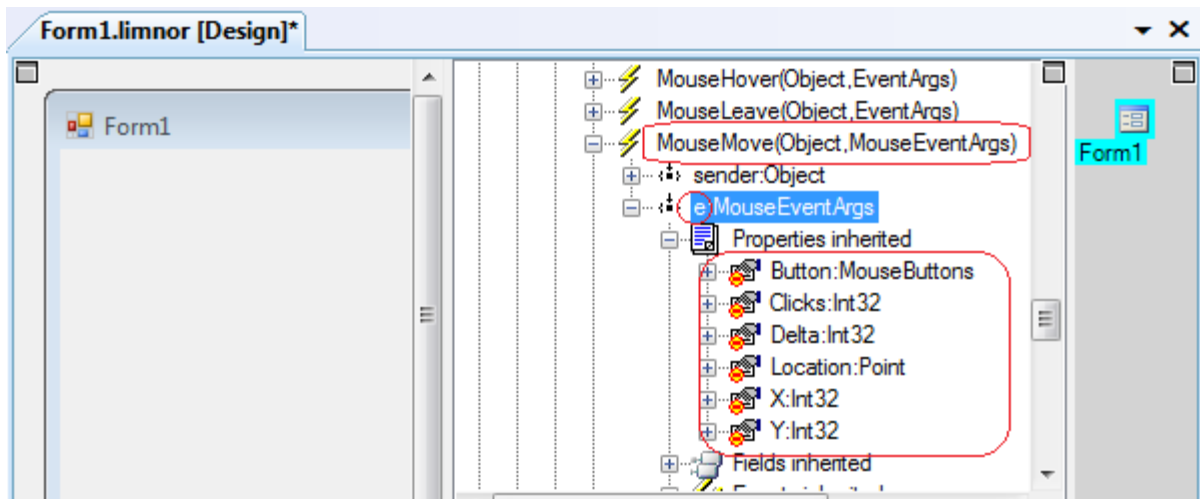 Form1.limnor [Design]*
Form1
MouseHover(Object,EventArgs)
MouseLeave(Object,EventArgs)
MouseMove(Object,MouseEventArgs)
sender:Object
e:MouseEventArgs
Properties inherited
Button:MouseButtons
Clicks:Int32
Delta:Int32
Location:Point
X:Int32
Y:Int32
Fields inherited
Form1